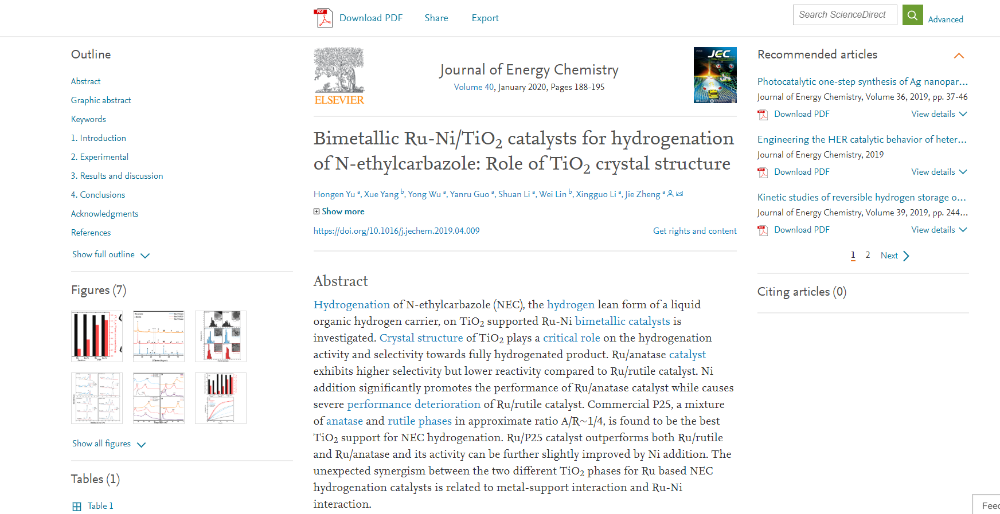 Download PDF
Share
Export
Search ScienceDirect
Advanced
Outline
Abstract
Graphic abstract
Keywords
1. Introduction
2. Experimental
3. Results and discussion
4. Conclusions
Acknowledgments
References
Show full outline
Figures (7)
Show all figures
Tables (1)
Table 1
ELSEVIER
Journal of Energy Chemistry
Volume 40, January 2020, Pages 188-195
JEC
Bimetallic Ru-Ni/TiO₂ catalysts for hydrogenation
of N-ethylcarbazole: Role of TiO₂ crystal structure
Hongen Yu ᵃ, Xue Yang ᵇ, Yong Wu ᵃ, Yanru Guo ᵃ, Shuan Li ᵃ, Wei Lin ᵇ, Xingguo Li ᵃ, Jie Zheng ᵃ
Show more
https://doi.org/10.1016/j.jechem.2019.04.009
Get rights and content
Abstract
Hydrogenation of N-ethylcarbazole (NEC), the hydrogen lean form of a liquid
organic hydrogen carrier, on TiO₂ supported Ru-Ni bimetallic catalysts is
investigated. Crystal structure of TiO₂ plays a critical role on the hydrogenation
activity and selectivity towards fully hydrogenated product. Ru/anatase catalyst
exhibits higher selectivity but lower reactivity compared to Ru/rutile catalyst. Ni
addition significantly promotes the performance of Ru/anatase catalyst while causes
severe performance deterioration of Ru/rutile catalyst. Commercial P25, a mixture
of anatase and rutile phases in approximate ratio A/R~1/4, is found to be the best
TiO₂ support for NEC hydrogenation. Ru/P25 catalyst outperforms both Ru/rutile
and Ru/anatase and its activity can be further slightly improved by Ni addition. The
unexpected synergism between the two different TiO₂ phases for Ru based NEC
hydrogenation catalysts is related to metal-support interaction and Ru-Ni
interaction.
Recommended articles
Photocatalytic one-step synthesis of Ag nanopar...
Journal of Energy Chemistry, Volume 36, 2019, pp. 37-46
Download PDF
View details
Engineering the HER catalytic behavior of heter...
Journal of Energy Chemistry, 2019
Download PDF
View details
Kinetic studies of reversible hydrogen storage o...
Journal of Energy Chemistry, Volume 39, 2019, pp. 244...
Download PDF
View details
1 2 Next
Citing articles (0)
Feec